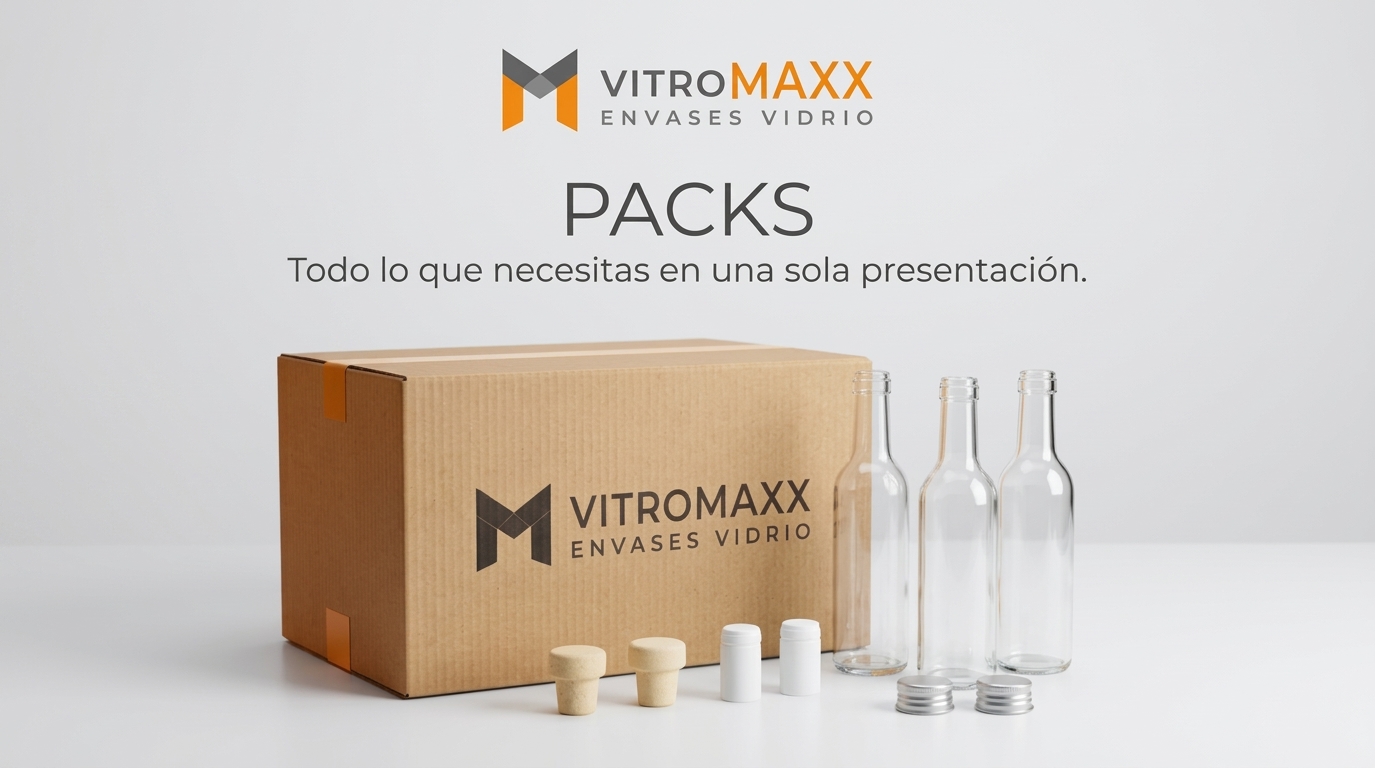 VITROMAXX
ENVASES VIDRIO
PACKS
Todo lo que necesitas en una sola presentación.
VITROMAXX
ENVASES VIDRIO